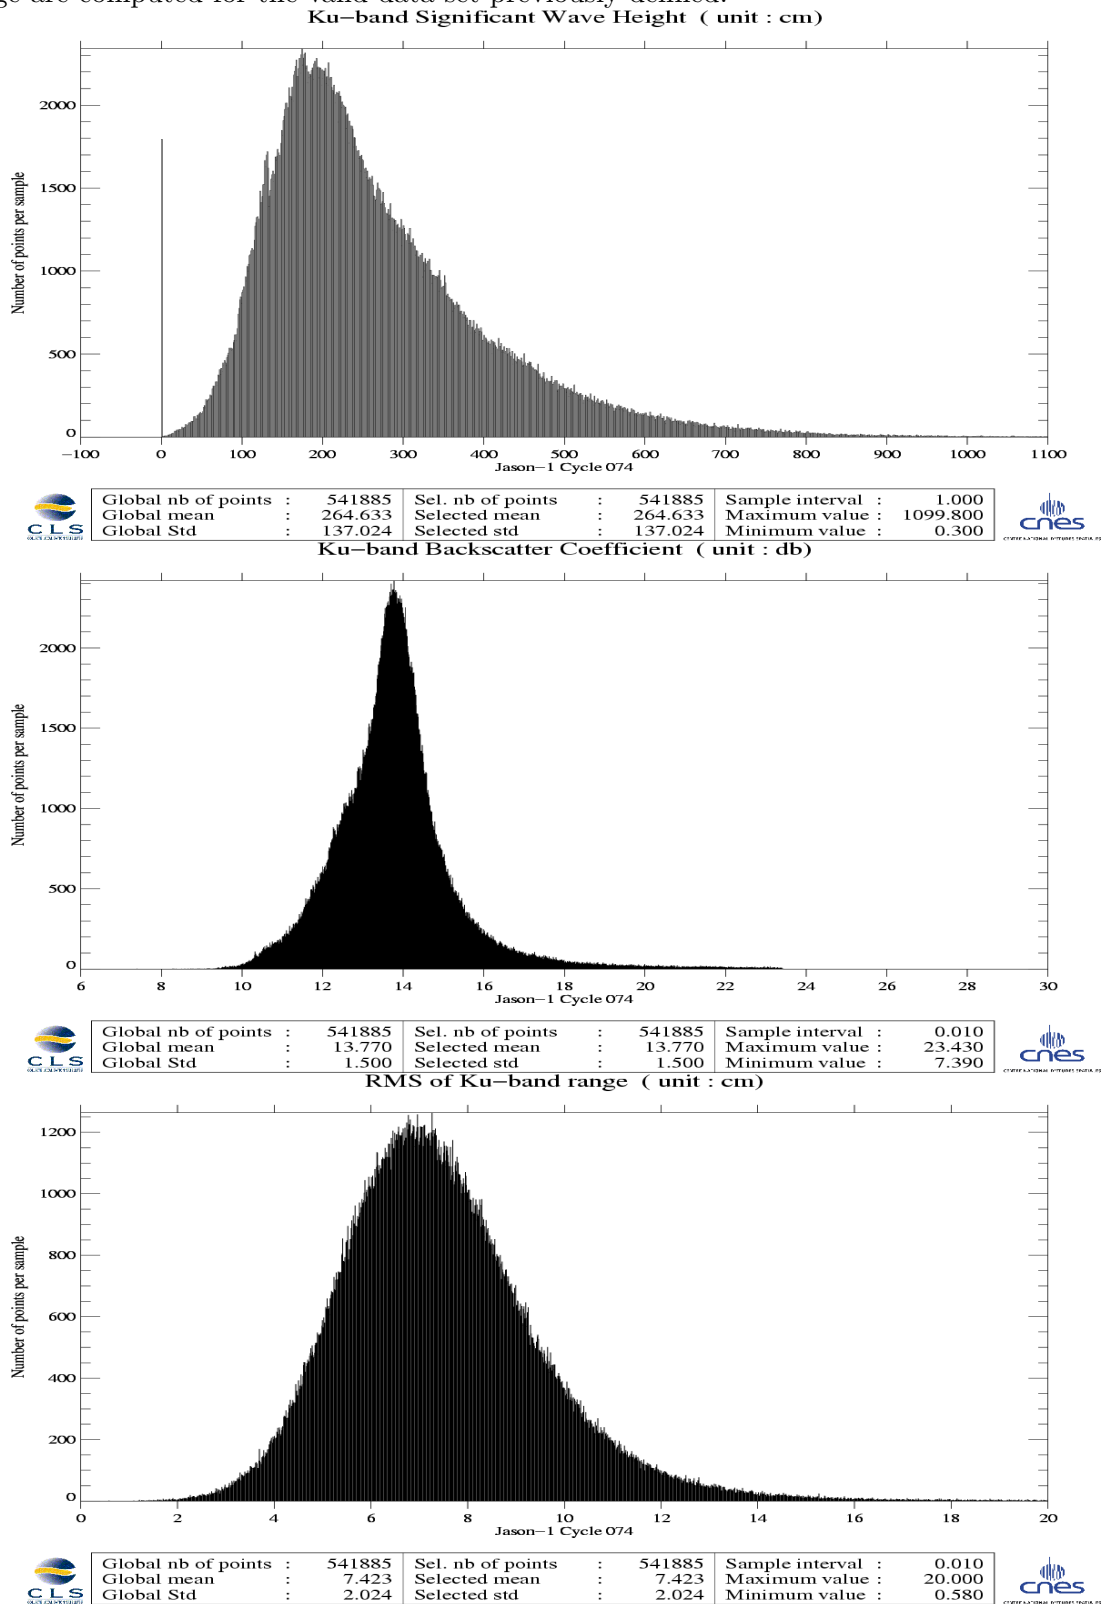 ge are computed for the valid data set previously defined.
Ku-band Significant Wave Height ( unit : cm)
Number of points per sample
2000
1500
1000
500
0
-100 0 100 200 300 400 500 600 700 800 900 1000 1100
Jason-1 Cycle 074
CLS
Global nb of points : 541885 Sel. nb of points : 541885 Sample interval : 1.000
Global mean : 264.633 Selected mean : 264.633 Maximum value : 1099.800
Global Std : 137.024 Selected std : 137.024 Minimum value : 0.300
cnes
Ku-band Backscatter Coefficient ( unit : db)
Number of points per sample
2000
1500
1000
500
0
6 8 10 12 14 16 18 20 22 24 26 28 30
Jason-1 Cycle 074
CLS
Global nb of points : 541885 Sel. nb of points : 541885 Sample interval : 0.010
Global mean : 13.770 Selected mean : 13.770 Maximum value : 23.430
Global Std : 1.500 Selected std : 1.500 Minimum value : 7.390
cnes
RMS of Ku-band range ( unit : cm)
Number of points per sample
1200
1000
800
600
400
200
0
0 2 4 6 8 10 12 14 16 18 20
Jason-1 Cycle 074
CLS
Global nb of points : 541885 Sel. nb of points : 541885 Sample interval : 0.010
Global mean : 7.423 Selected mean : 7.423 Maximum value : 20.000
Global Std : 2.024 Selected std : 2.024 Minimum value : 0.580
cnes